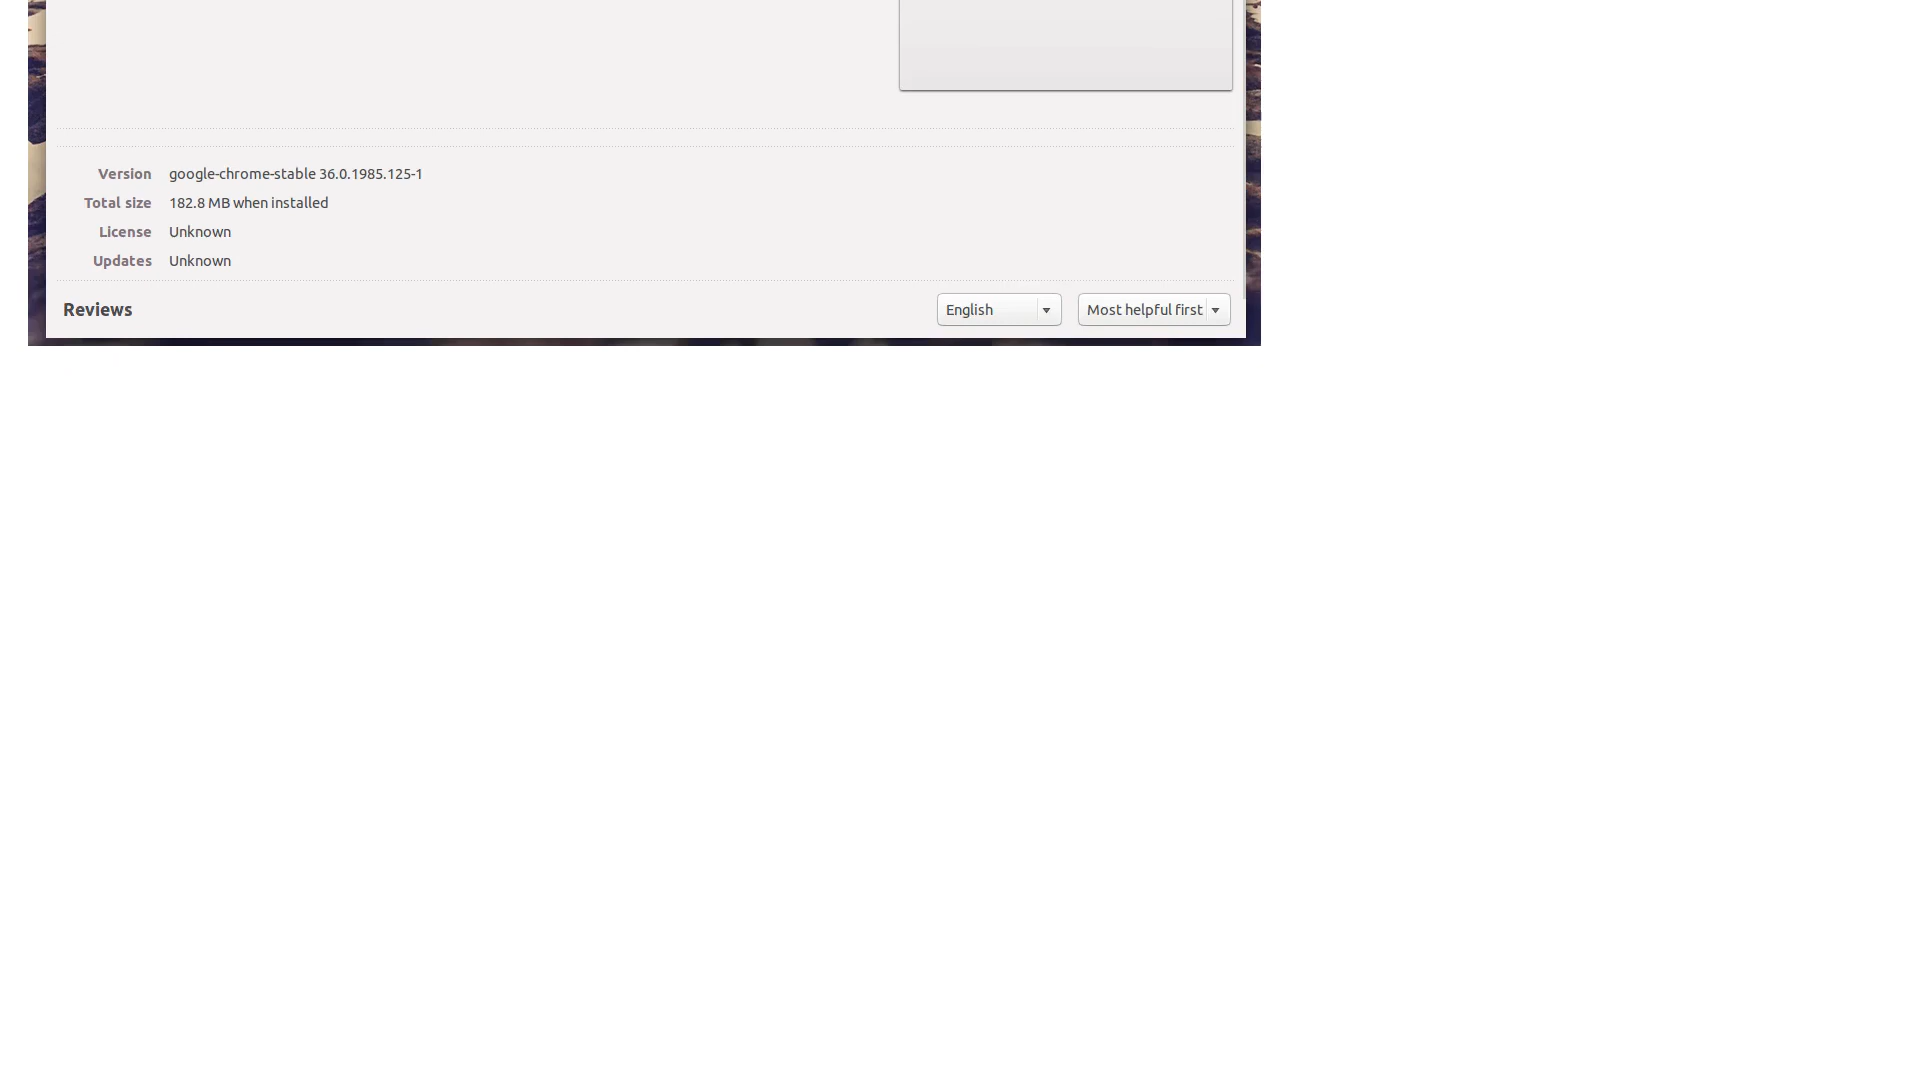 Version google-chrome-stable 36.0.1985.125-1
Total size 182.8 MB when installed
License Unknown
Updates Unknown
Reviews English Most helpful first